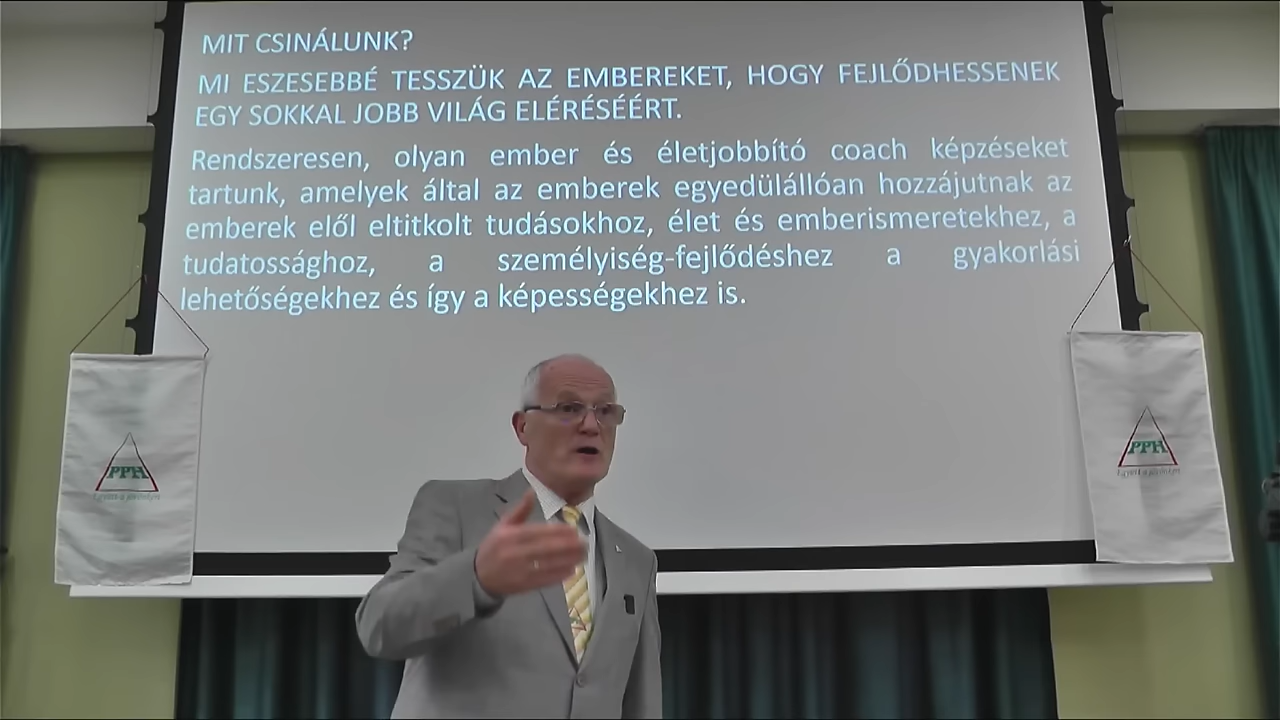 MIT CSINÁLUNK?
MI ESZESEBBÉ TESSZÜK AZ EMBEREKET, HOGY FEJLŐDHESSENEK
EGY SOKKAL JOBB VILÁG ELÉRÉSÉÉRT.
Rendszeresen, olyan ember és életjobbító coach képzéseket
tartunk, amelyek által az emberek egyedülállóan hozzájutnak az
emberek elől eltitkolt tudásokhoz, élet és emberismeretekhez, a
tudatossághoz, a személyiség-fejlődéshez a gyakorlási
lehetőségekhez és így a képességekhez is.
PPH
PPH